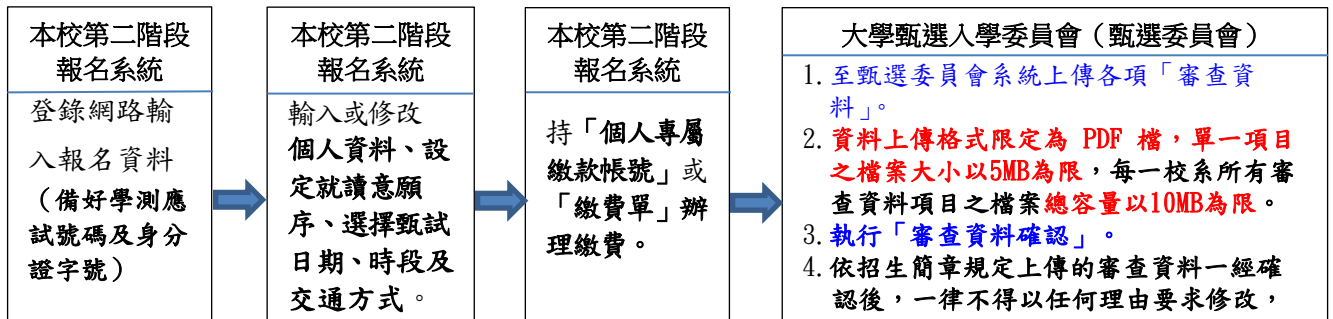 本校第二階段
報名系統
登錄網路輸
入報名資料
（備好學測應
試號碼及身分
證字號）
本校第二階段
報名系統
輸入或修改
個人資料、設
定就讀意願
序、選擇甄試
日期、時段及
交通方式。
本校第二階段
報名系統
持「個人專屬
繳款帳號」或
「繳費單」辦
理繳費。
大學甄選入學委員會（甄選委員會）
1.至甄選委員會系統上傳各項「審查資
料」。
2.資料上傳格式限定為 PDF 檔，單一項目
之檔案大小以5MB為限，每一校系所有審
查資料項目之檔案總容量以10MB為限。
3.執行「審查資料確認」。
4.依招生簡章規定上傳的審查資料一經確
認後，一律不得以任何理由要求修改，